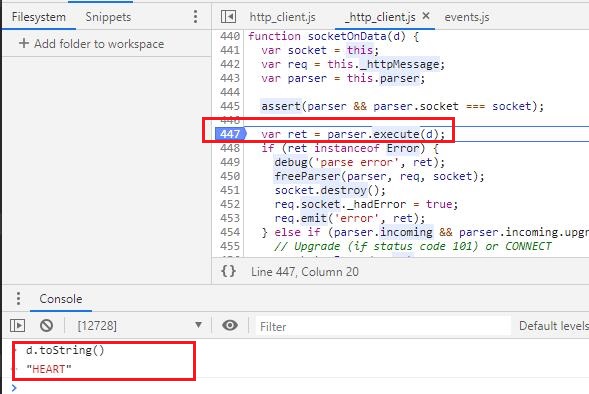 Filesystem
Snippets
http_client.js
_http_client.js ×
events.js
+ Add folder to workspace
440 function socketOnData(d) {
441 var socket = this;
442 var req = this._httpMessage;
443 var parser = this.parser;
444
445 assert(parser && parser.socket === socket);
446
447 var ret = parser.execute(d);
448 if (ret instanceof Error) {
449 debug('parse error', ret);
450 freeParser(parser, req, socket);
451 socket.destroy();
452 req.socket._hadError = true;
453 req.emit('error', ret);
454 } else if (parser.incoming && parser.incoming.upgr
455 // Upgrade (if status code 101) or CONNECT
{} Line 447, Column 20
Console
[12728]
Filter
Default levels
d.toString()
"HEART"